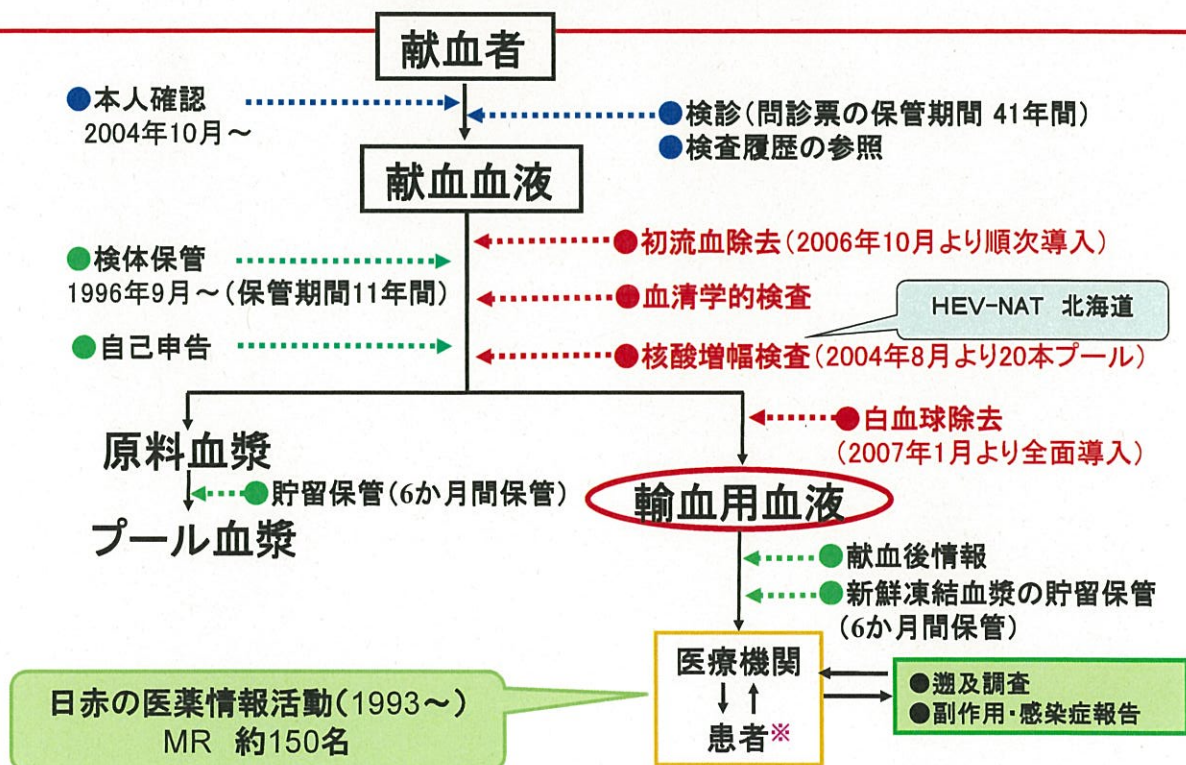 献血者
●本人確認
2004年10月～
●検診(問診票の保管期間 41年間)
●検査履歴の参照
献血血液
●初流血除去(2006年10月より順次導入)
●検体保管
1996年9月～(保管期間11年間)
●血清学的検査
HEV-NAT 北海道
●自己申告
●核酸増幅検査(2004年8月より20本プール)
●白血球除去
(2007年1月より全面導入)
原料血漿
●貯留保管(6か月間保管)
プール血漿
輸血用血液
●献血後情報
●新鮮凍結血漿の貯留保管
(6か月間保管)
医療機関
患者※
●遡及調査
●副作用・感染症報告
日赤の医薬情報活動(1993～)
MR 約150名